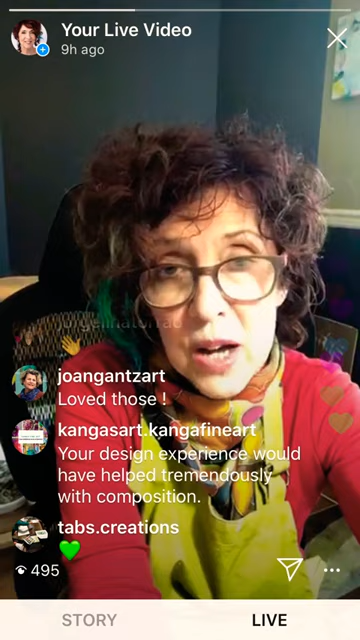 Your Live Video
9h ago
joangantzart
Loved those !
kangasart.kangafineart
Your design experience would
have helped tremendously
with composition.
tabs.creations
495
STORY
LIVE